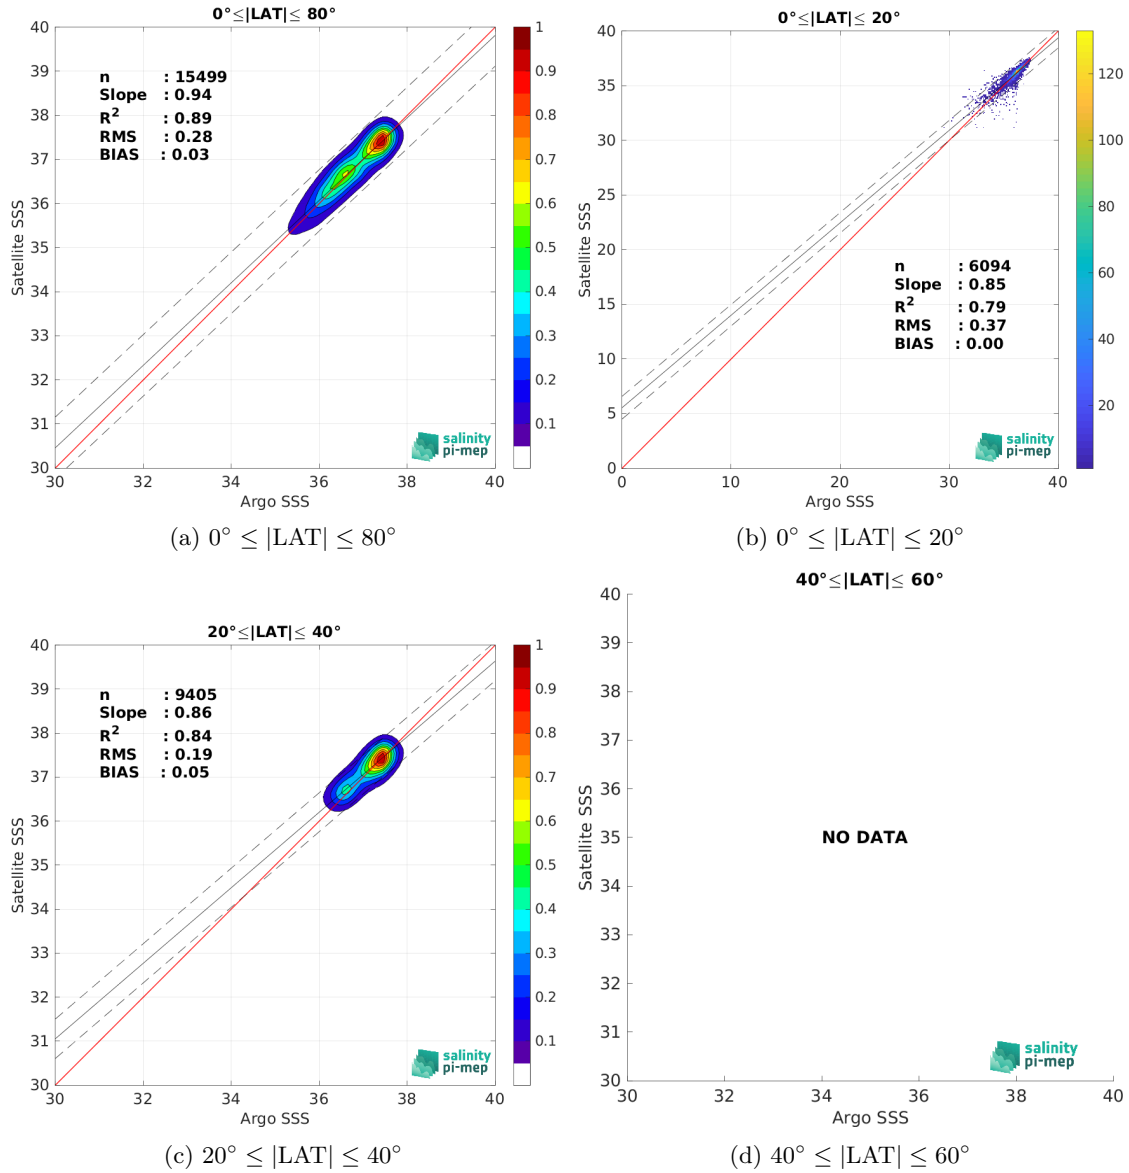 0°≤|LAT|≤ 80°
40
39
38
37
36
35
34
33
32
31
30
30
32
34
36
38
40
Satellite SSS
Argo SSS
n : 15499
Slope : 0.94
R² : 0.89
RMS : 0.28
BIAS : 0.03
1
0.9
0.8
0.7
0.6
0.5
0.4
0.3
0.2
0.1
salinity
pi-mep
(a) 0° ≤ |LAT| ≤ 80°
0°≤|LAT|≤ 20°
40
35
30
25
20
15
10
5
0
0
10
20
30
40
Satellite SSS
Argo SSS
n : 6094
Slope : 0.85
R² : 0.79
RMS : 0.37
BIAS : 0.00
120
100
80
60
40
20
salinity
pi-mep
(b) 0° ≤ |LAT| ≤ 20°
20°≤|LAT|≤ 40°
40
39
38
37
36
35
34
33
32
31
30
30
32
34
36
38
40
Satellite SSS
Argo SSS
n : 9405
Slope : 0.86
R² : 0.84
RMS : 0.19
BIAS : 0.05
1
0.9
0.8
0.7
0.6
0.5
0.4
0.3
0.2
0.1
salinity
pi-mep
(c) 20° ≤ |LAT| ≤ 40°
40°≤|LAT|≤ 60°
40
39
38
37
36
35
34
33
32
31
30
30
32
34
36
38
40
Satellite SSS
Argo SSS
NO DATA
salinity
pi-mep
(d) 40° ≤ |LAT| ≤ 60°